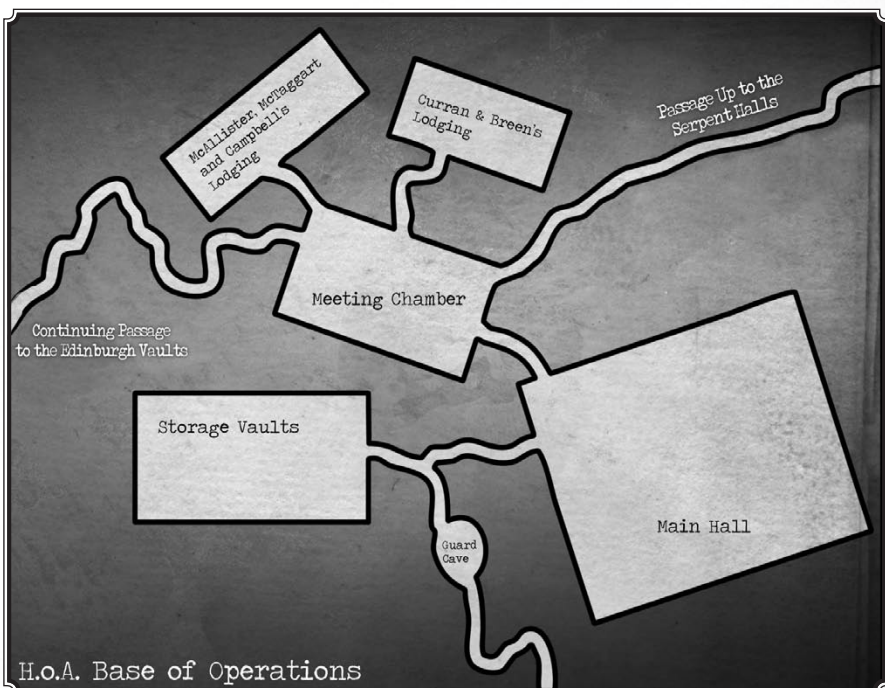 McAllister, McTaggart
and Campbell's
Lodging
Curran & Breen's
Lodging
Passage Up to the
Serpent Halls
Meeting Chamber
Continuing Passage
to the Edinburgh Vaults
Storage Vaults
Main Hall
Guard
Cave
H.o.A. Base of Operations